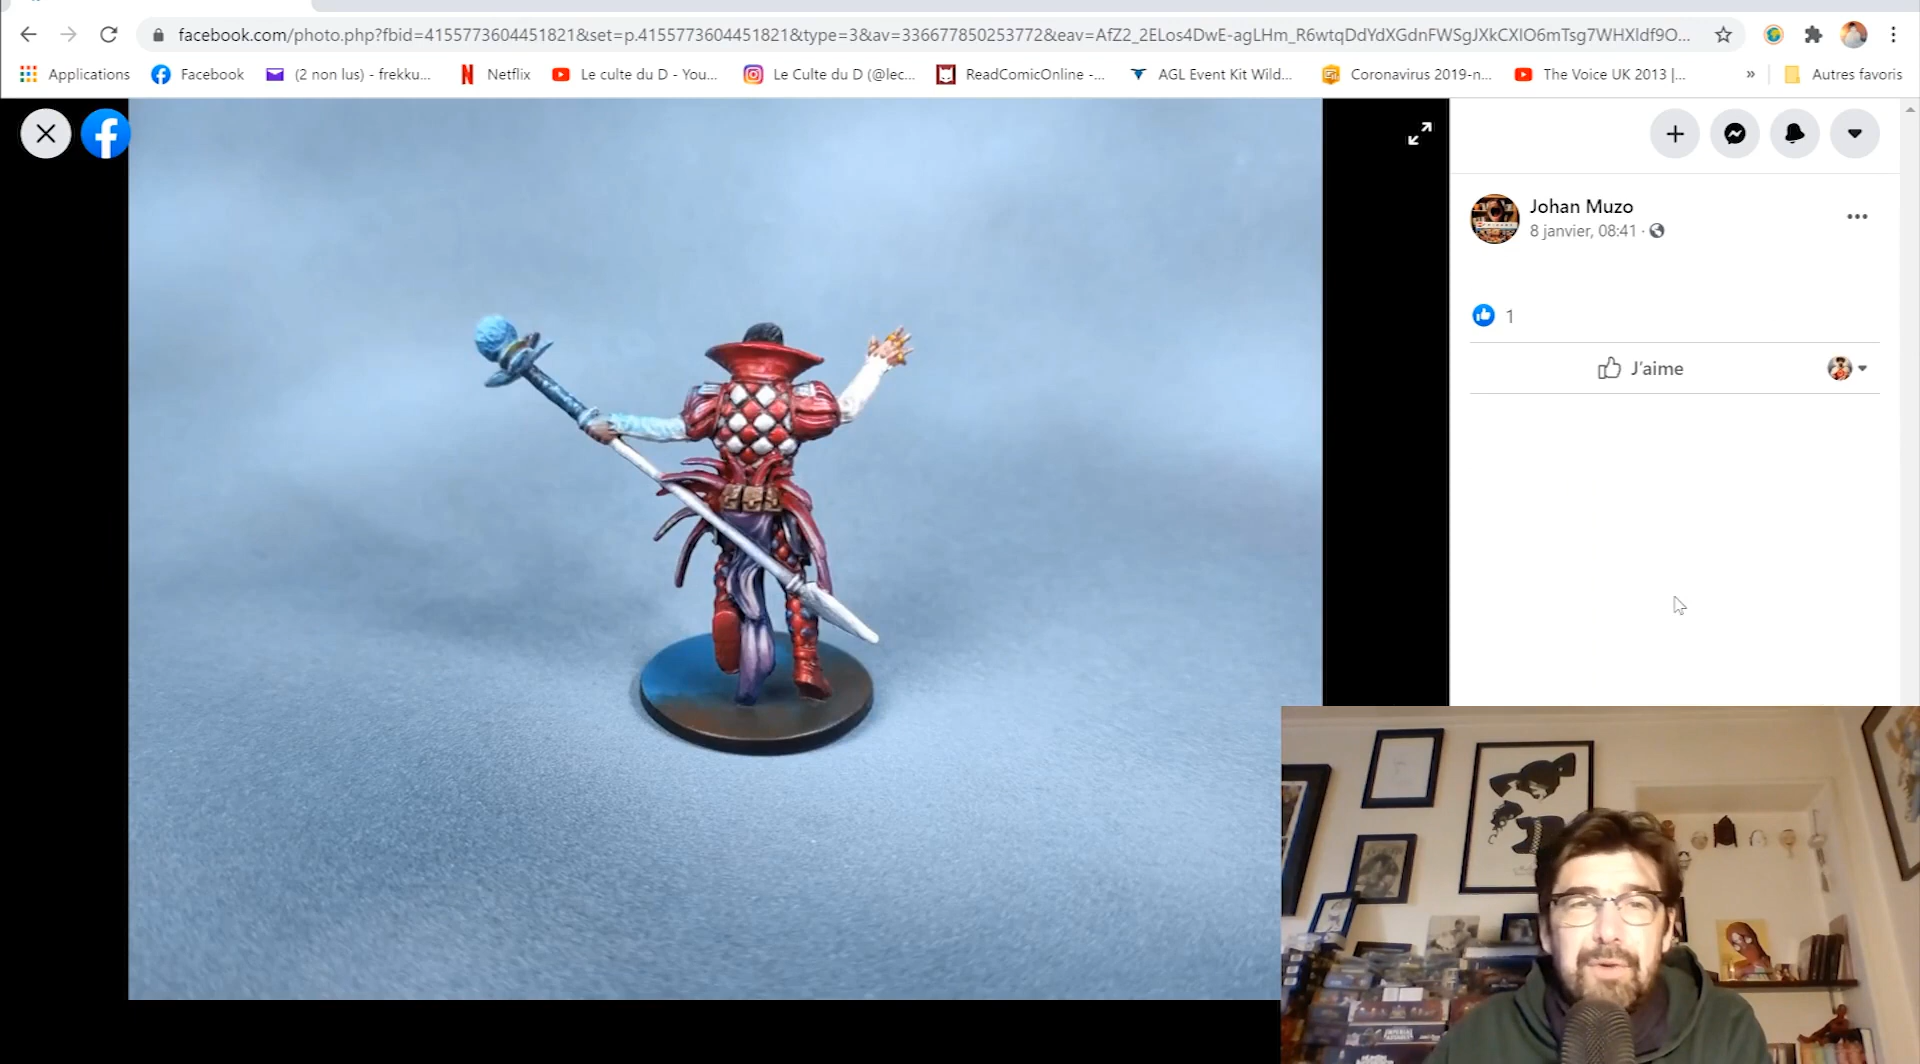 facebook.com/photo.php?fbid=4155773604451821&set=p.4155773604451821&type=3&av=336677850253772&eav=AfZ2_2ELos4DwE-agLHm_R6wtqDdYdXGdnFWSgJXkCXIO6mTsg7WHXIdf9O...
Applications Facebook (2 non lus) - frekku... Netflix Le culte du D - You... Le Culte du D (@lec... ReadComicOnline -... AGL Event Kit Wild... Coronavirus 2019-n... The Voice UK 2013 |... » Autres favoris
Johan Muzo
8 janvier, 08:41 ·
1
J'aime